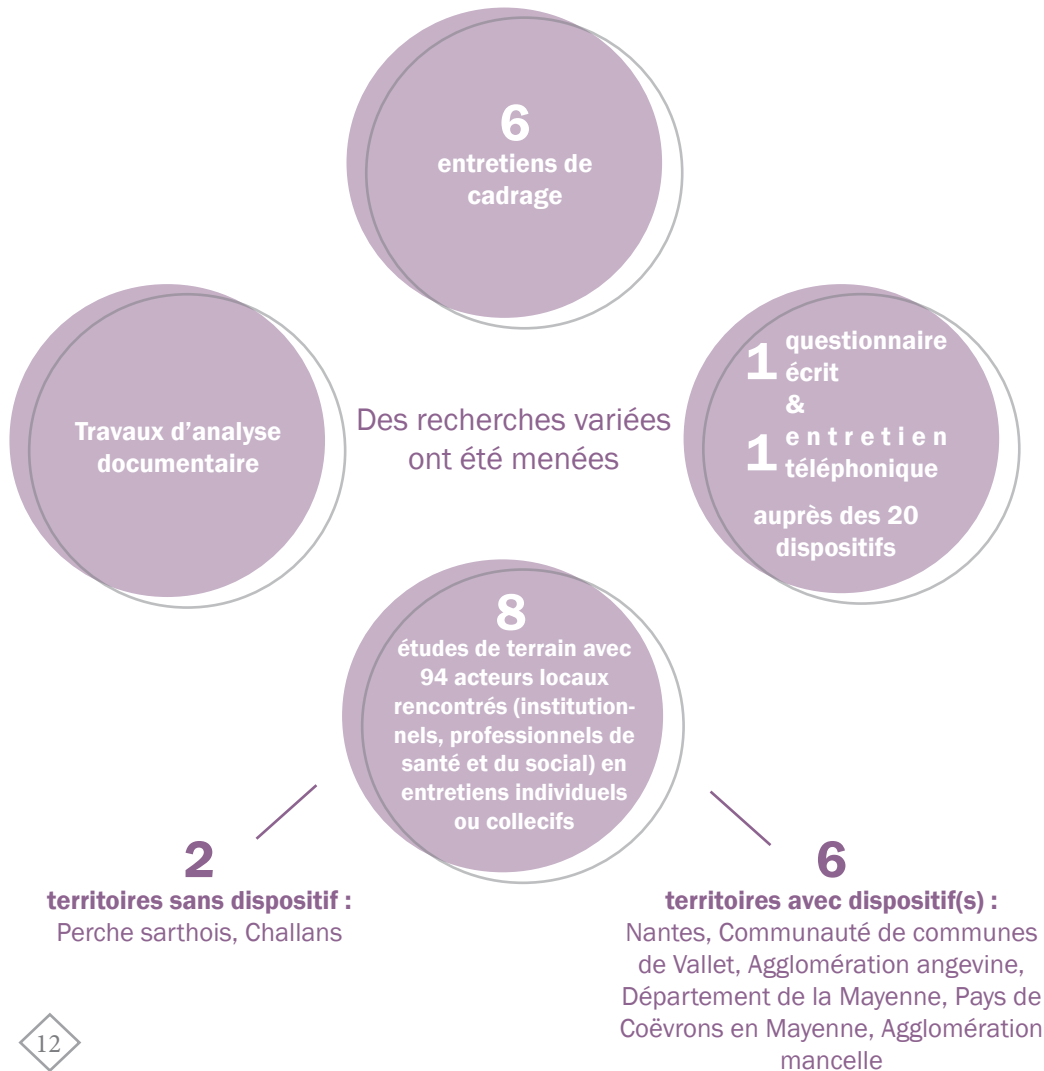 6
entretiens de
cadrage
Travaux d'analyse
documentaire
Des recherches variées
ont été menées
1 questionnaire
écrit
&
1 entretien
téléphonique
auprès des 20
dispositifs
8
études de terrain avec
94 acteurs locaux
rencontrés (institution-
nels, professionnels de
santé et du social) en
entretiens individuels
ou collecifs
2
territoires sans dispositif :
Perche sarthois, Challans
6
territoires avec dispositif(s) :
Nantes, Communauté de communes
de Vallet, Agglomération angevine,
Département de la Mayenne, Pays de
Coëvrons en Mayenne, Agglomération
mancelle
12